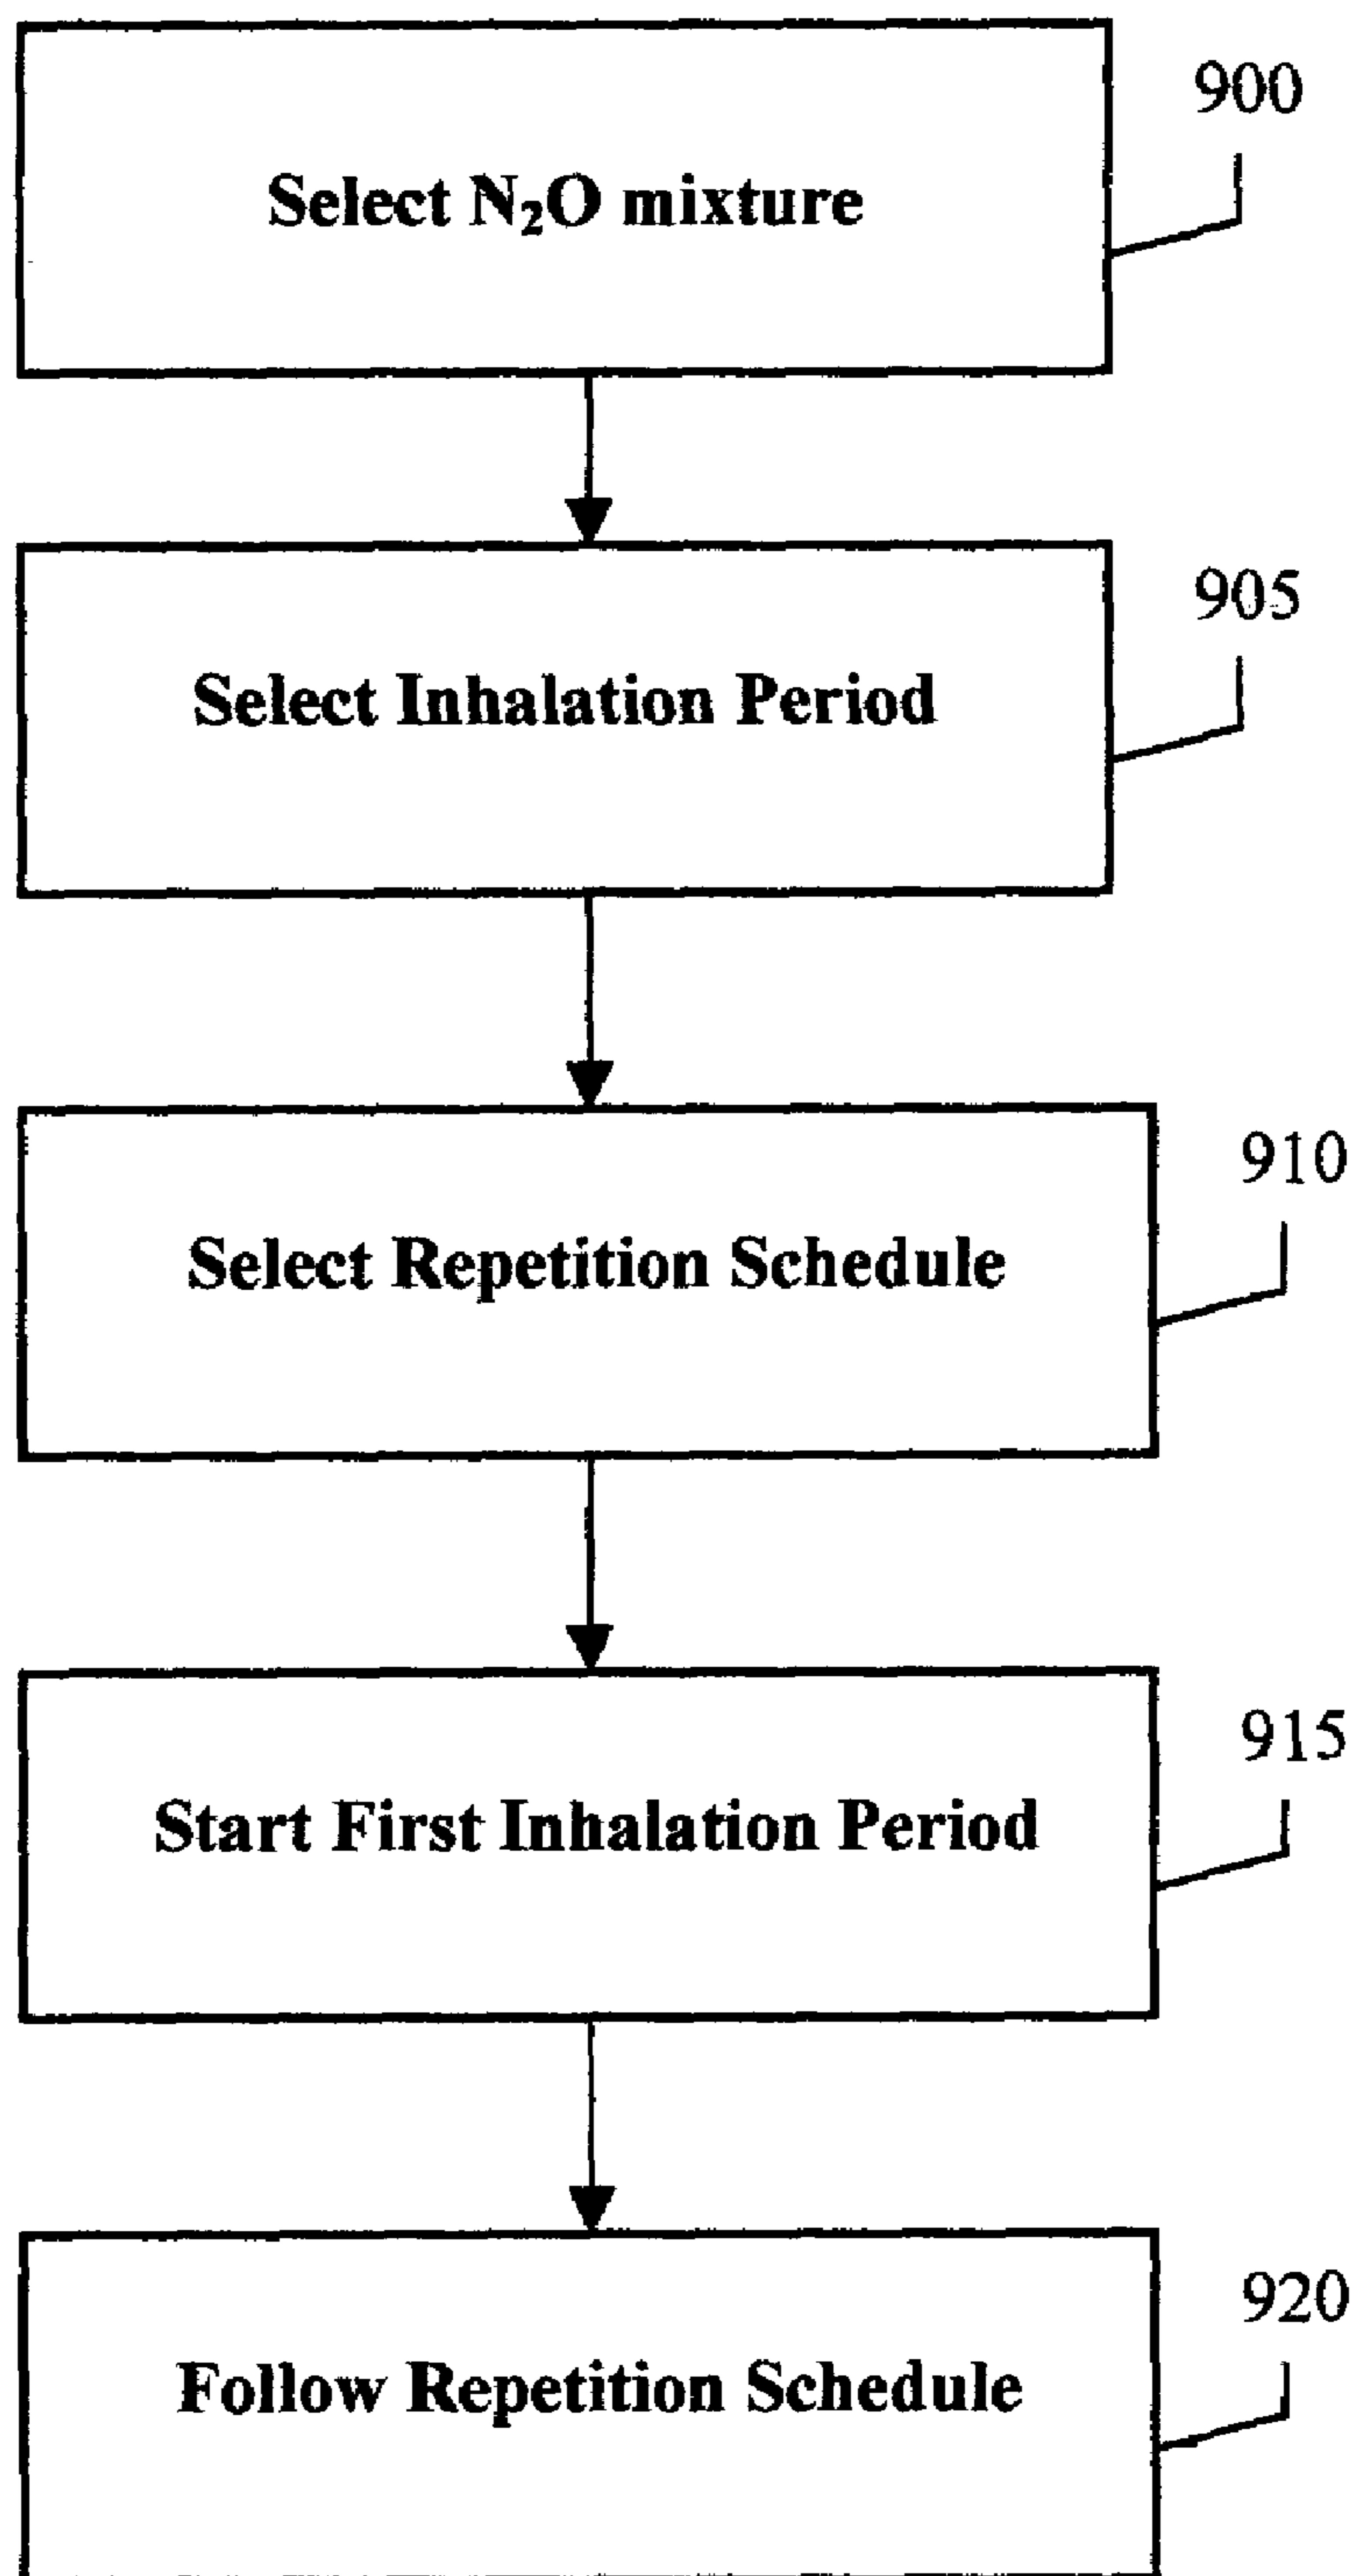 900
Select N₂O mixture
905
Select Inhalation Period
910
Select Repetition Schedule
915
Start First Inhalation Period
920
Follow Repetition Schedule